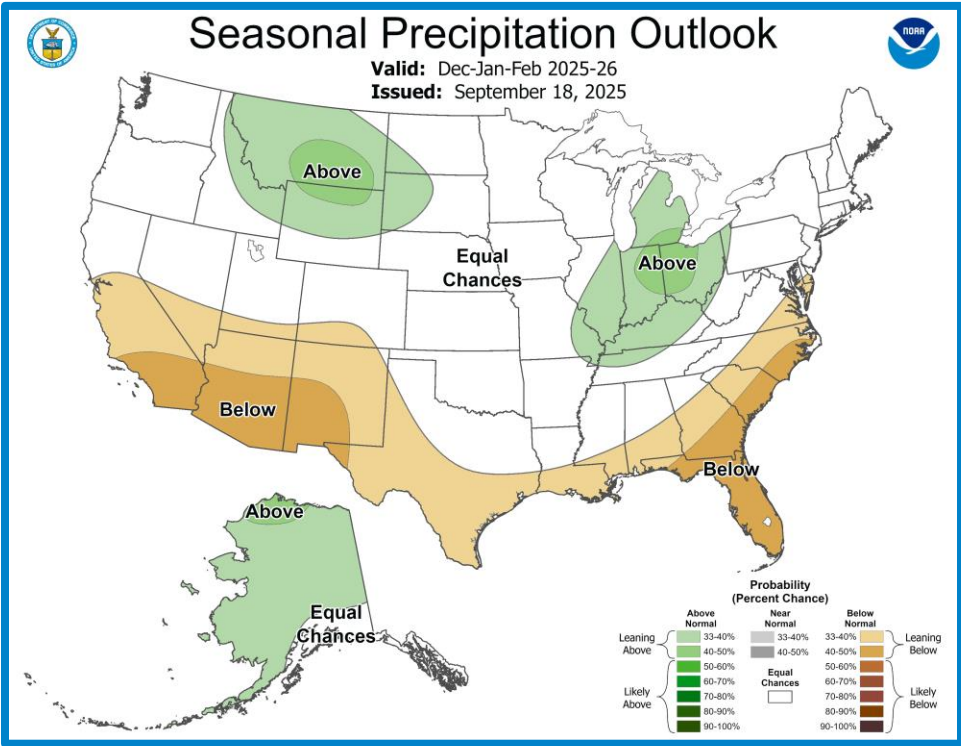 Seasonal Precipitation Outlook
Valid: Dec-Jan-Feb 2025-26
Issued: September 18, 2025
NOAA
Above
Equal
Chances
Above
Below
Below
Above
Equal
Chances
Probability
(Percent Chance)
Above
Normal
Near
Normal
Below
Normal
Leaning
Above
33-40%
40-50%
33-40%
40-50%
33-40%
40-50%
Leaning
Below
Likely
Above
50-60%
60-70%
70-80%
80-90%
90-100%
Equal
Chances
50-60%
60-70%
70-80%
80-90%
90-100%
Likely
Below